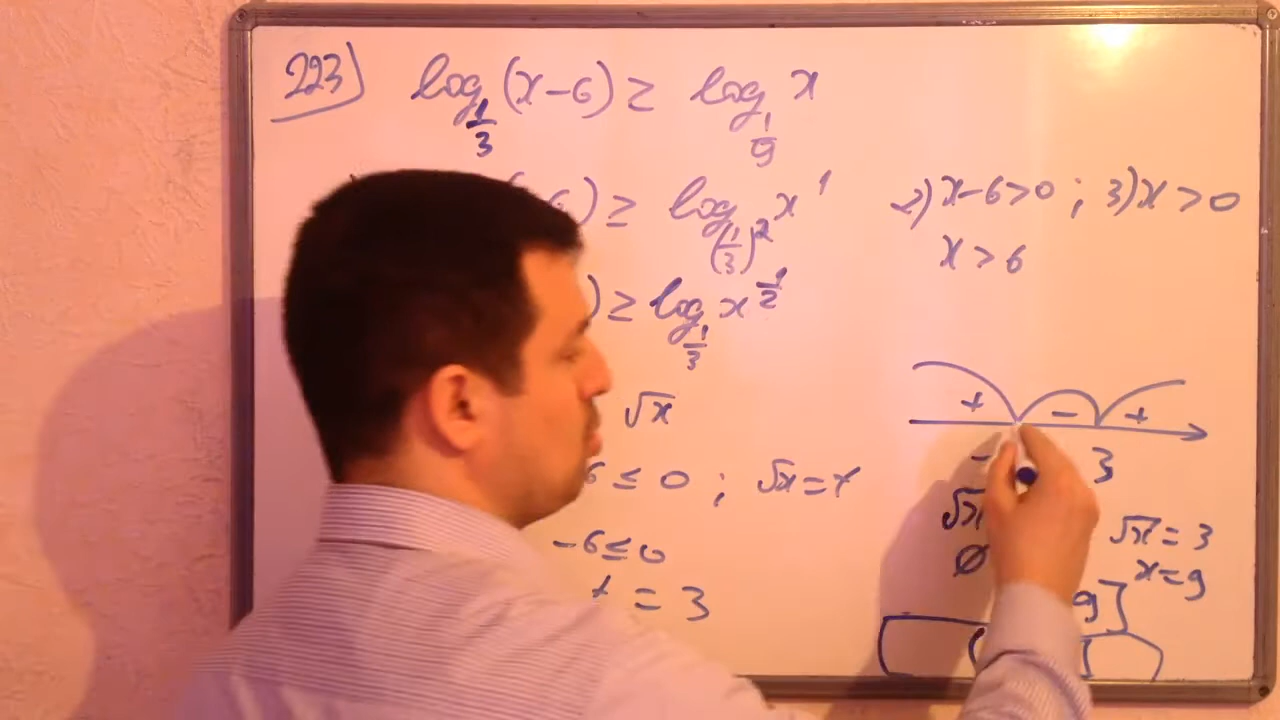 223) log_{1/3} (x-6) ≥ log_{1/9} x
6) ≥ log_{(1/3)^2} x^1
) ≥ log_{1/3} x^{1/2}
√x
6 ≤ 0 ; √x = t
-6 ≤ 0
t = 3
2) x-6>0 ; 3) x>0
x > 6
+ - +
- 3
√x √x = 3
∅ x = 9
9]